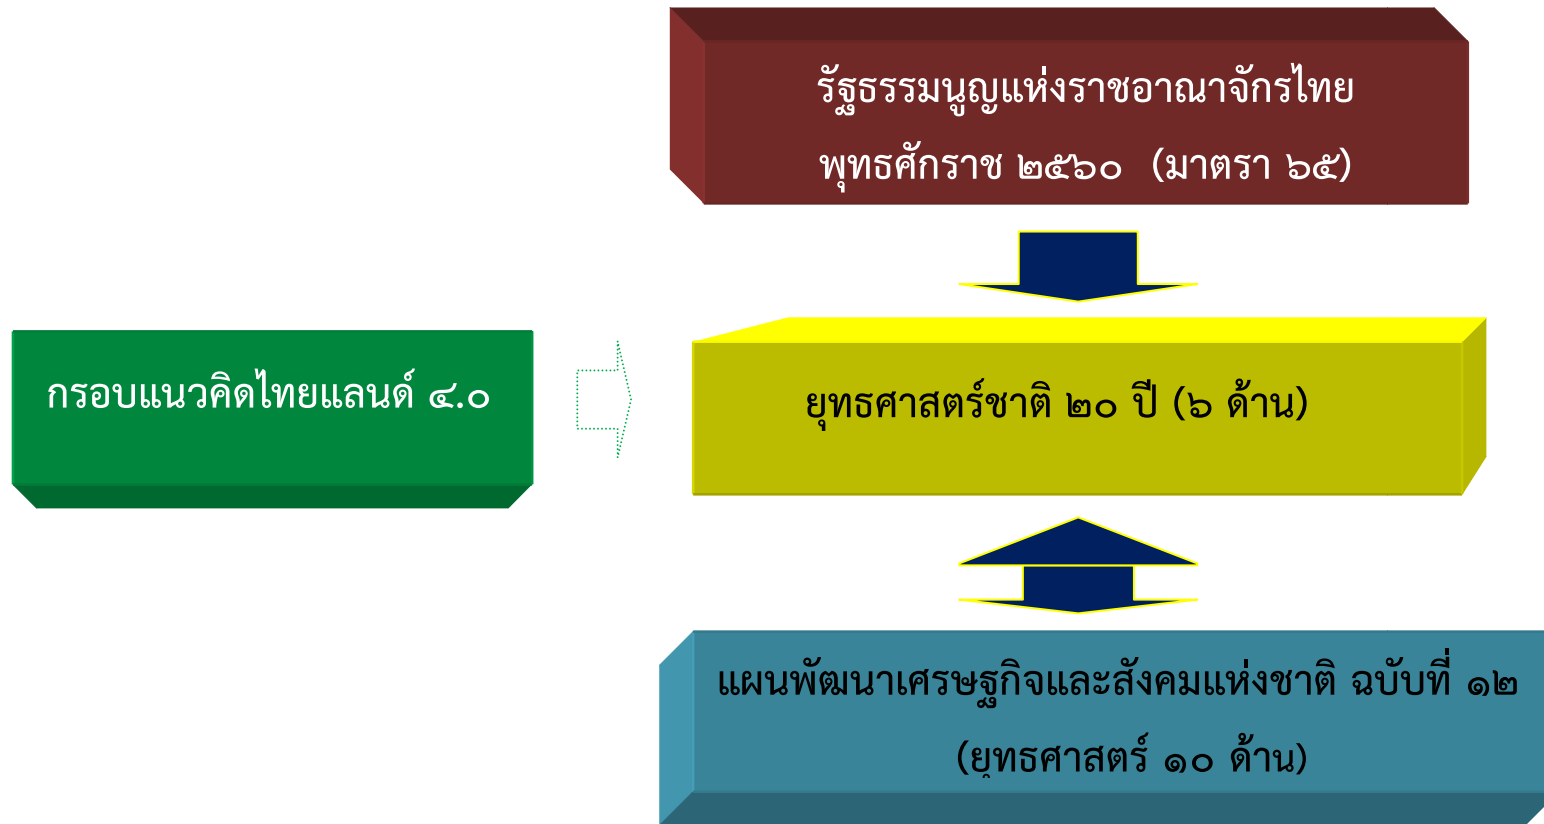 รัฐธรรมนูญแห่งราชอาณาจักรไทย
พุทธศักราช ๒๕๖๐ (มาตรา ๖๕)
กรอบแนวคิดไทยแลนด์ ๔.๐
ยุทธศาสตร์ชาติ ๒๐ ปี (๖ ด้าน)
แผนพัฒนาเศรษฐกิจและสังคมแห่งชาติ ฉบับที่ ๑๒
(ยุทธศาสตร์ ๑๐ ด้าน)